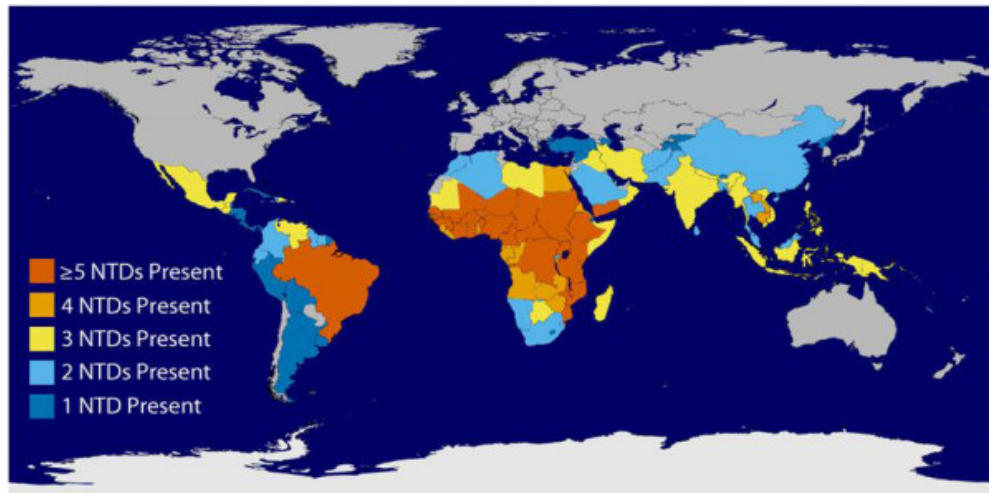 ≥5 NTDs Present
4 NTDs Present
3 NTDs Present
2 NTDs Present
1 NTD Present